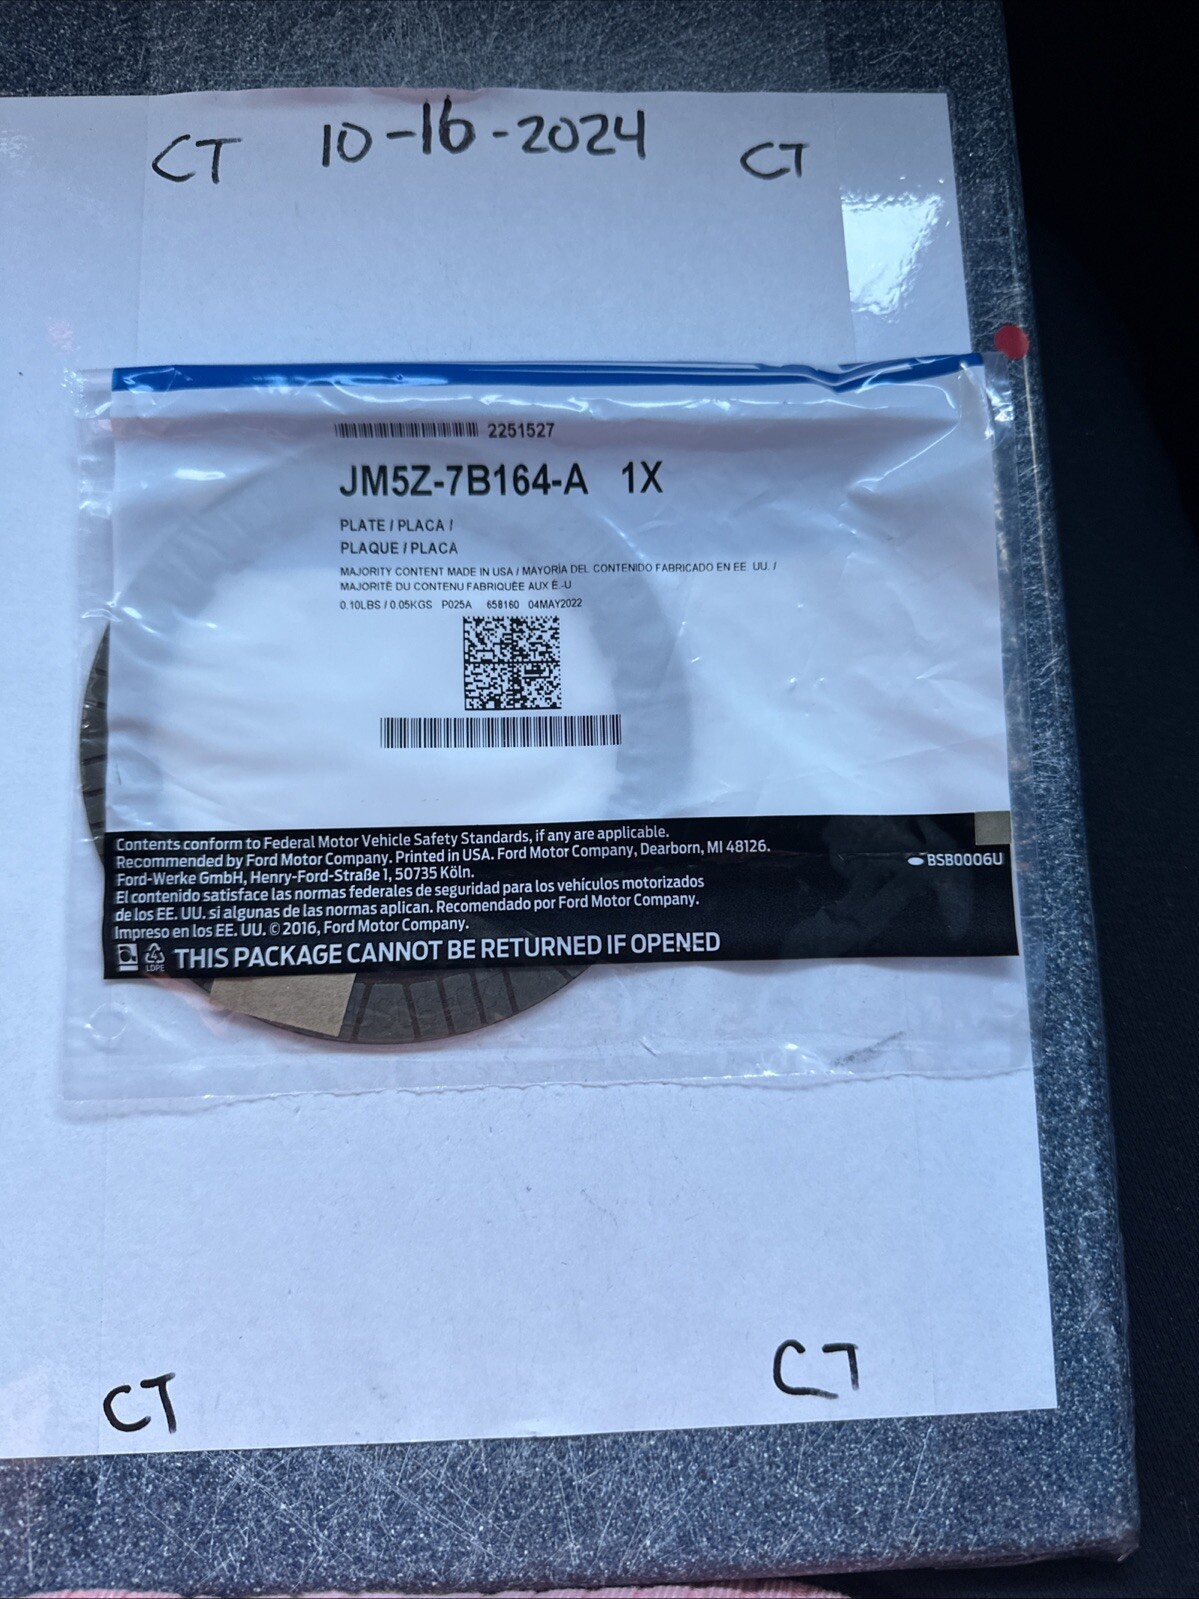 CT 10-16-2024 CT
2251527
JM5Z-7B164-A 1X
PLATE / PLACA /
PLAQUE / PLACA
MAJORITY CONTENT MADE IN USA / MAYORÍA DEL CONTENIDO FABRICADO EN EE. UU. /
MAJORITÉ DU CONTENU FABRIQUÉE AUX É.-U
0.10LBS / 0.05KGS P025A 658160 04MAY2022
Contents conform to Federal Motor Vehicle Safety Standards, if any are applicable.
Recommended by Ford Motor Company. Printed in USA. Ford Motor Company, Dearborn, MI 48126.
BSB0006U
Ford-Werke GmbH, Henry-Ford-Straße 1, 50735 Köln.
El contenido satisface las normas federales de seguridad para los vehículos motorizados
de los EE. UU. si algunas de las normas aplican. Recomendado por Ford Motor Company.
Impreso en los EE. UU. © 2016, Ford Motor Company.
4
LDPE
THIS PACKAGE CANNOT BE RETURNED IF OPENED
CT CT